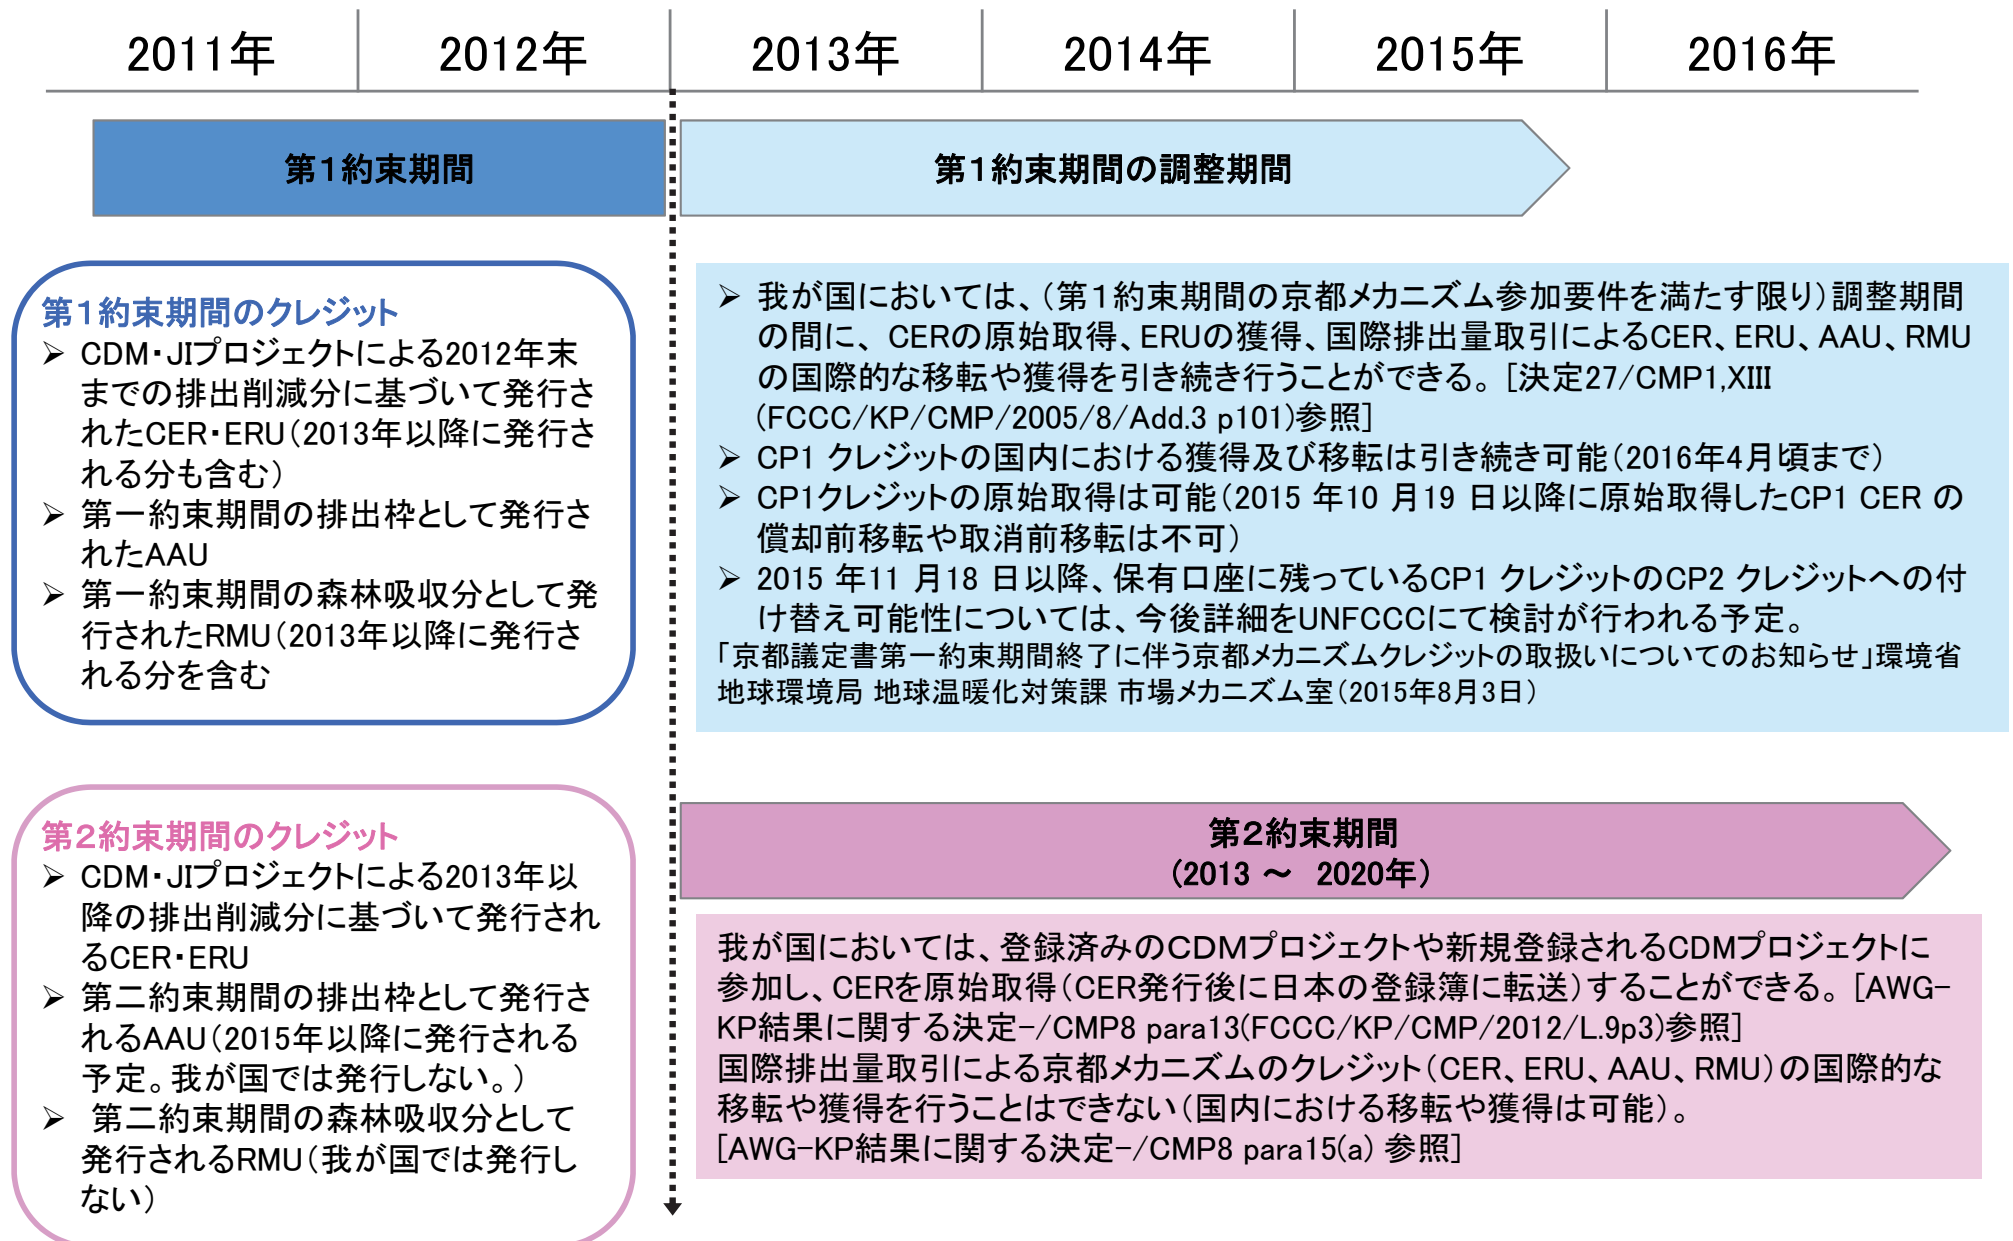 2011年 2012年 2013年 2014年 2015年 2016年
第1約束期間
第1約束期間の調整期間
第1約束期間のクレジット
➢ CDM・JIプロジェクトによる2012年末
までの排出削減分に基づいて発行さ
れたCER・ERU（2013年以降に発行さ
れる分も含む）
➢ 第一約束期間の排出枠として発行さ
れたAAU
➢ 第一約束期間の森林吸収分として発
行されたRMU（2013年以降に発行さ
れる分を含む
➢ 我が国においては、（第１約束期間の京都メカニズム参加要件を満たす限り）調整期間
の間に、CERの原始取得、ERUの獲得、国際排出量取引によるCER、ERU、AAU、RMU
の国際的な移転や獲得を引き続き行うことができる。［決定27/CMP1,XIII
(FCCC/KP/CMP/2005/8/Add.3 p101)参照］
➢ CP1 クレジットの国内における獲得及び移転は引き続き可能（2016年4月頃まで）
➢ CP1クレジットの原始取得は可能（2015 年10 月19 日以降に原始取得したCP1 CER の
償却前移転や取消前移転は不可）
➢ 2015 年11 月18 日以降、保有口座に残っているCP1 クレジットのCP2 クレジットへの付
け替え可能性については、今後詳細をUNFCCCにて検討が行われる予定。
「京都議定書第一約束期間終了に伴う京都メカニズムクレジットの取扱いについてのお知らせ」環境省
地球環境局 地球温暖化対策課 市場メカニズム室（2015年8月3日）
第2約束期間のクレジット
➢ CDM・JIプロジェクトによる2013年以
降の排出削減分に基づいて発行され
るCER・ERU
➢ 第二約束期間の排出枠として発行さ
れるAAU（2015年以降に発行される
予定。我が国では発行しない。）
➢ 第二約束期間の森林吸収分として
発行されるRMU（我が国では発行し
ない）
第2約束期間
（2013 ～ 2020年）
我が国においては、登録済みのＣＤＭプロジェクトや新規登録されるCDMプロジェクトに
参加し、CERを原始取得（CER発行後に日本の登録簿に転送）することができる。［AWG-
KP結果に関する決定-/CMP8 para13(FCCC/KP/CMP/2012/L.9p3)参照］
国際排出量取引による京都メカニズムのクレジット（CER、ERU、AAU、RMU）の国際的な
移転や獲得を行うことはできない（国内における移転や獲得は可能）。
［AWG-KP結果に関する決定-/CMP8 para15(a) 参照］